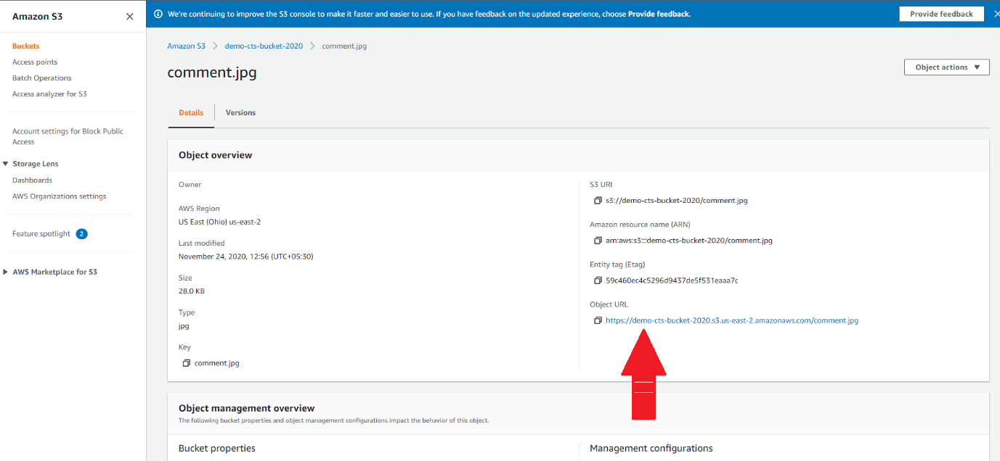 Amazon S3
We're continuing to improve the S3 console to make it faster and easier to use. If you have feedback on the updated experience, choose Provide feedback.
Provide feedback
Buckets
Access points
Batch Operations
Access analyzer for S3
Account settings for Block Public
Access
Storage Lens
Dashboards
AWS Organizations settings
Feature spotlight 2
AWS Marketplace for S3
Amazon S3 > demo-cts-bucket-2020 > comment.jpg
comment.jpg
Object actions
Details
Versions
Object overview
Owner
AWS Region
US East (Ohio) us-east-2
Last modified
November 24, 2020, 12:56 (UTC+05:30)
Size
28.0 KB
Type
jpg
Key
comment.jpg
S3 URI
s3://demo-cts-bucket-2020/comment.jpg
Amazon resource name (ARN)
arn:aws:s3:::demo-cts-bucket-2020/comment.jpg
Entity tag (Etag)
59c460ec4c5296d9437de5f531eaaa7c
Object URL
https://demo-cts-bucket-2020.s3.us-east-2.amazonaws.com/comment.jpg
Object management overview
The following bucket properties and object management configurations impact the behavior of this object.
Bucket properties
Management configurations